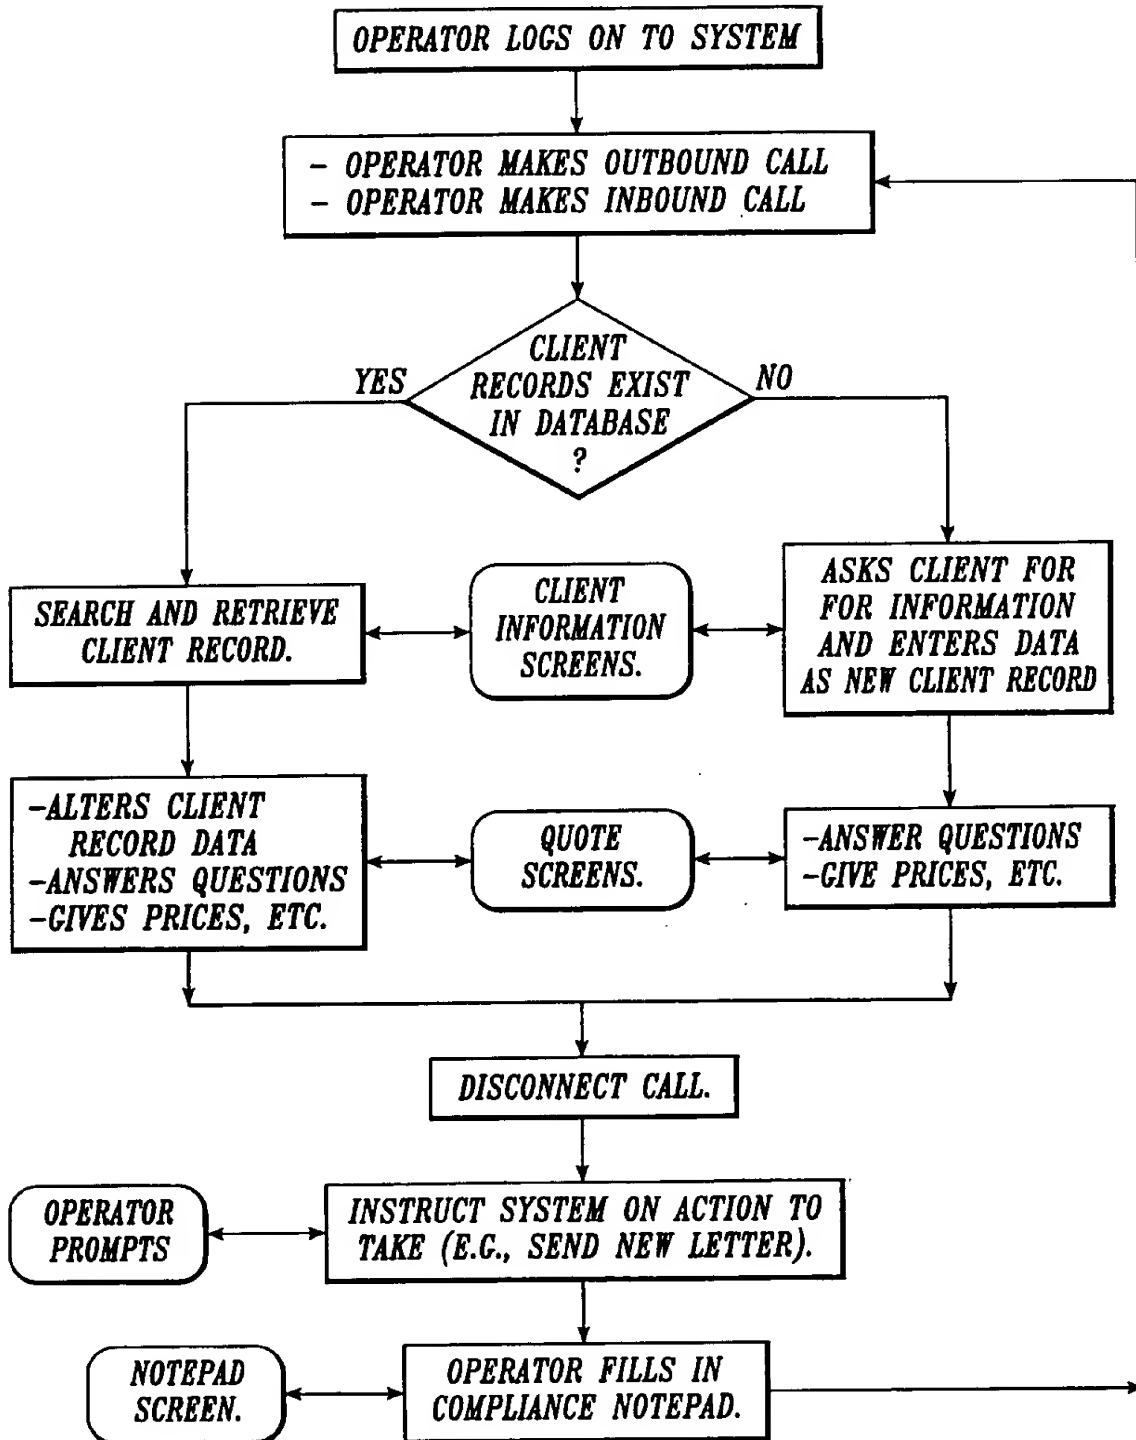 OPERATOR LOGS ON TO SYSTEM
- OPERATOR MAKES OUTBOUND CALL
- OPERATOR MAKES INBOUND CALL
CLIENT
RECORDS EXIST
IN DATABASE
?
YES
NO
SEARCH AND RETRIEVE
CLIENT RECORD.
CLIENT
INFORMATION
SCREENS.
ASKS CLIENT FOR
FOR INFORMATION
AND ENTERS DATA
AS NEW CLIENT RECORD
-ALTERS CLIENT
RECORD DATA
-ANSWERS QUESTIONS
-GIVES PRICES, ETC.
QUOTE
SCREENS.
-ANSWER QUESTIONS
-GIVE PRICES, ETC.
DISCONNECT CALL.
OPERATOR
PROMPTS
INSTRUCT SYSTEM ON ACTION TO
TAKE (E.G., SEND NEW LETTER).
NOTEPAD
SCREEN.
OPERATOR FILLS IN
COMPLIANCE NOTEPAD.